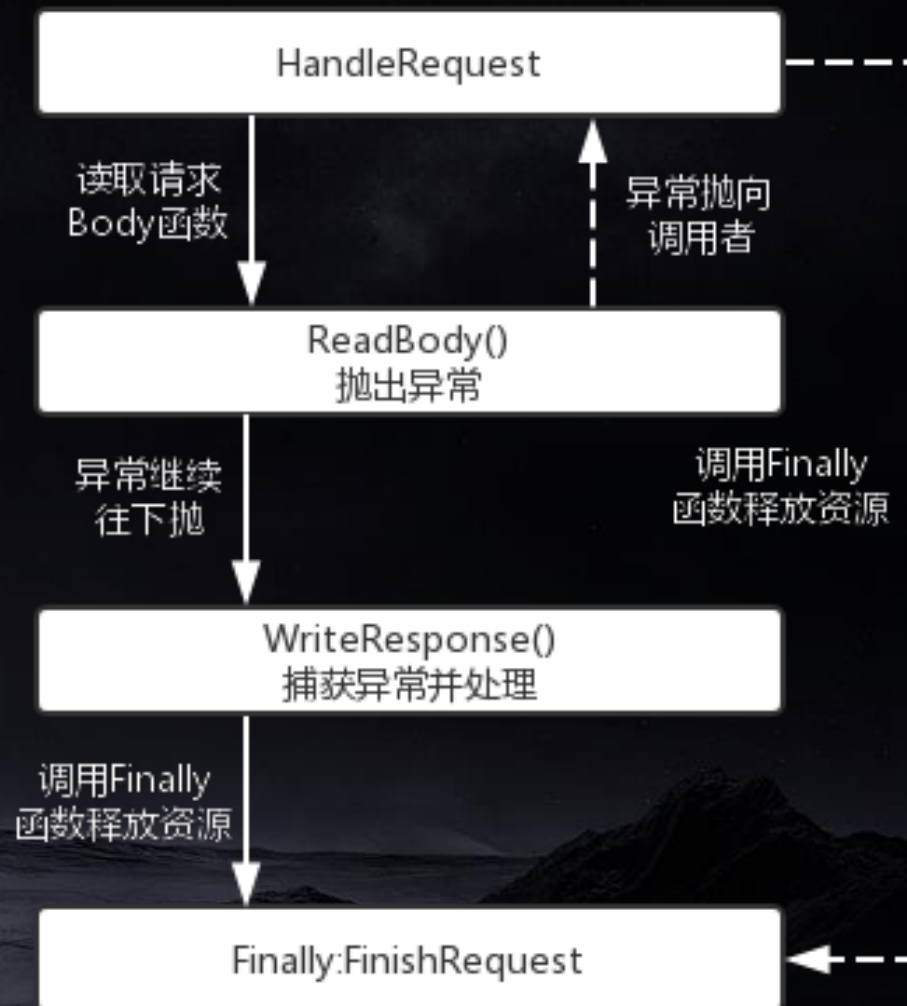 HandleRequest
读取请求
Body函数
异常抛向
调用者
ReadBody()
抛出异常
异常继续
往下抛
调用Finally
函数释放资源
WriteResponse()
捕获异常并处理
调用Finally
函数释放资源
Finally:FinishRequest